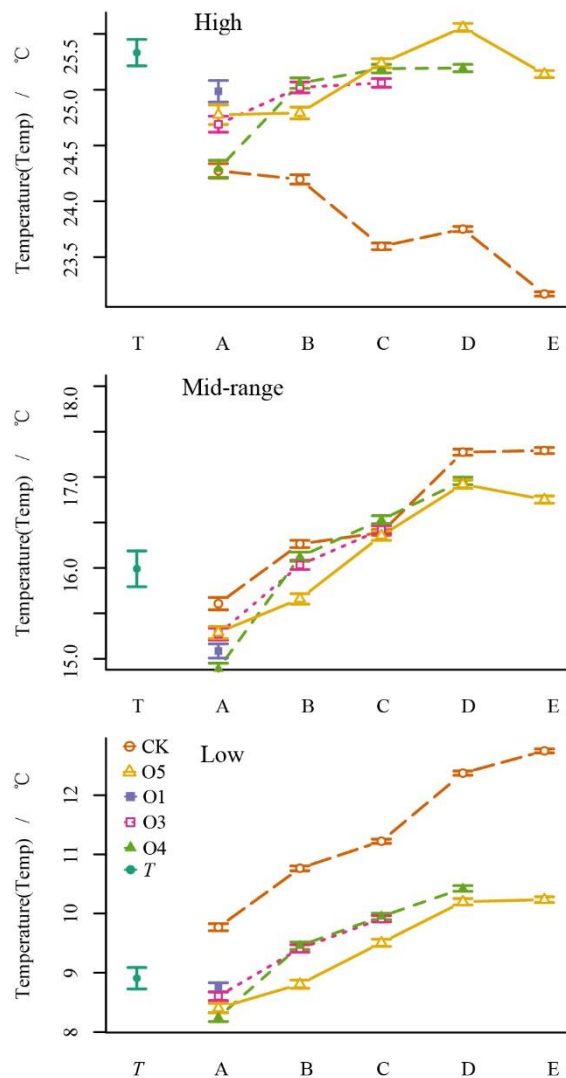 High
Temperature(Temp) / ℃
25.5
25.0
24.5
24.0
23.5
T A B C D E
Mid-range
Temperature(Temp) / ℃
18.0
17.0
16.0
15.0
T A B C D E
Low
Temperature(Temp) / ℃
12
11
10
9
8
CK
O5
O1
O3
O4
T
T A B C D E